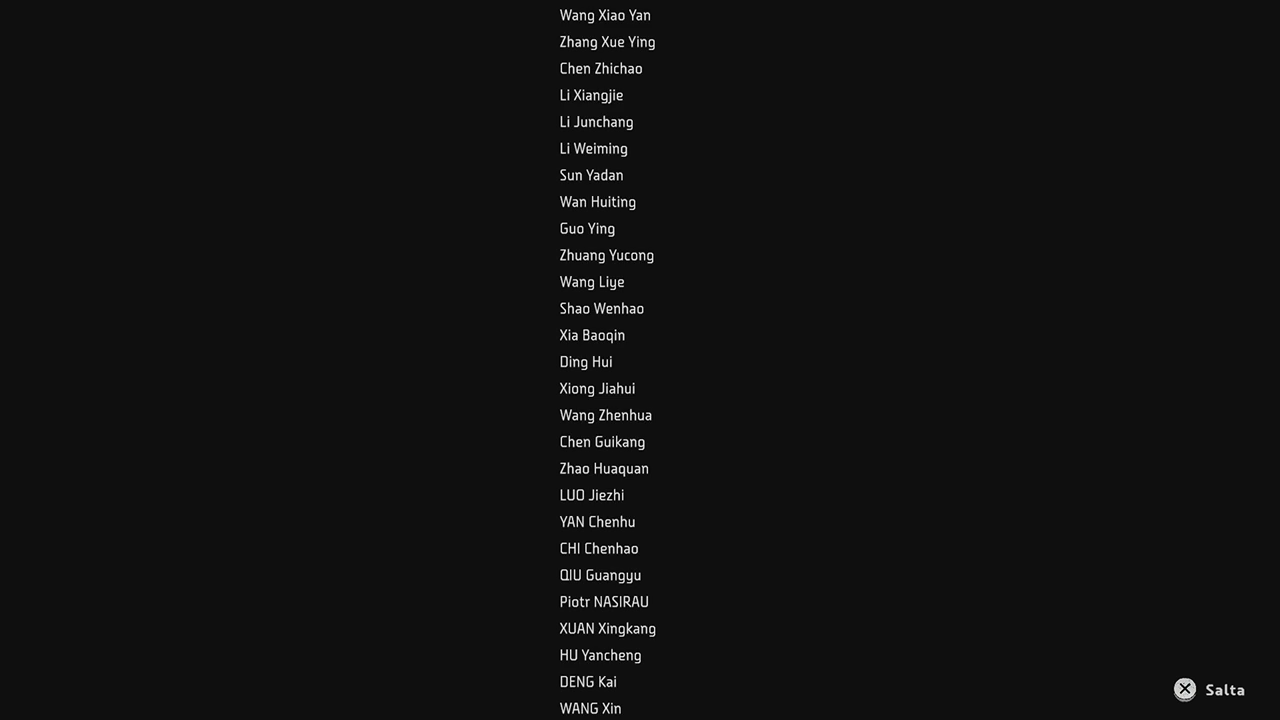 Wang Xiao Yan
Zhang Xue Ying
Chen Zhichao
Li Xiangjie
Li Junchang
Li Weiming
Sun Yadan
Wan Huiting
Guo Ying
Zhuang Yucong
Wang Liye
Shao Wenhao
Xia Baoqin
Ding Hui
Xiong Jiahui
Wang Zhenhua
Chen Guikang
Zhao Huaquan
LUO Jiezhi
YAN Chenhu
CHI Chenhao
QIU Guangyu
Piotr NASIRAU
XUAN Xingkang
HU Yancheng
DENG Kai
WANG Xin
Salta